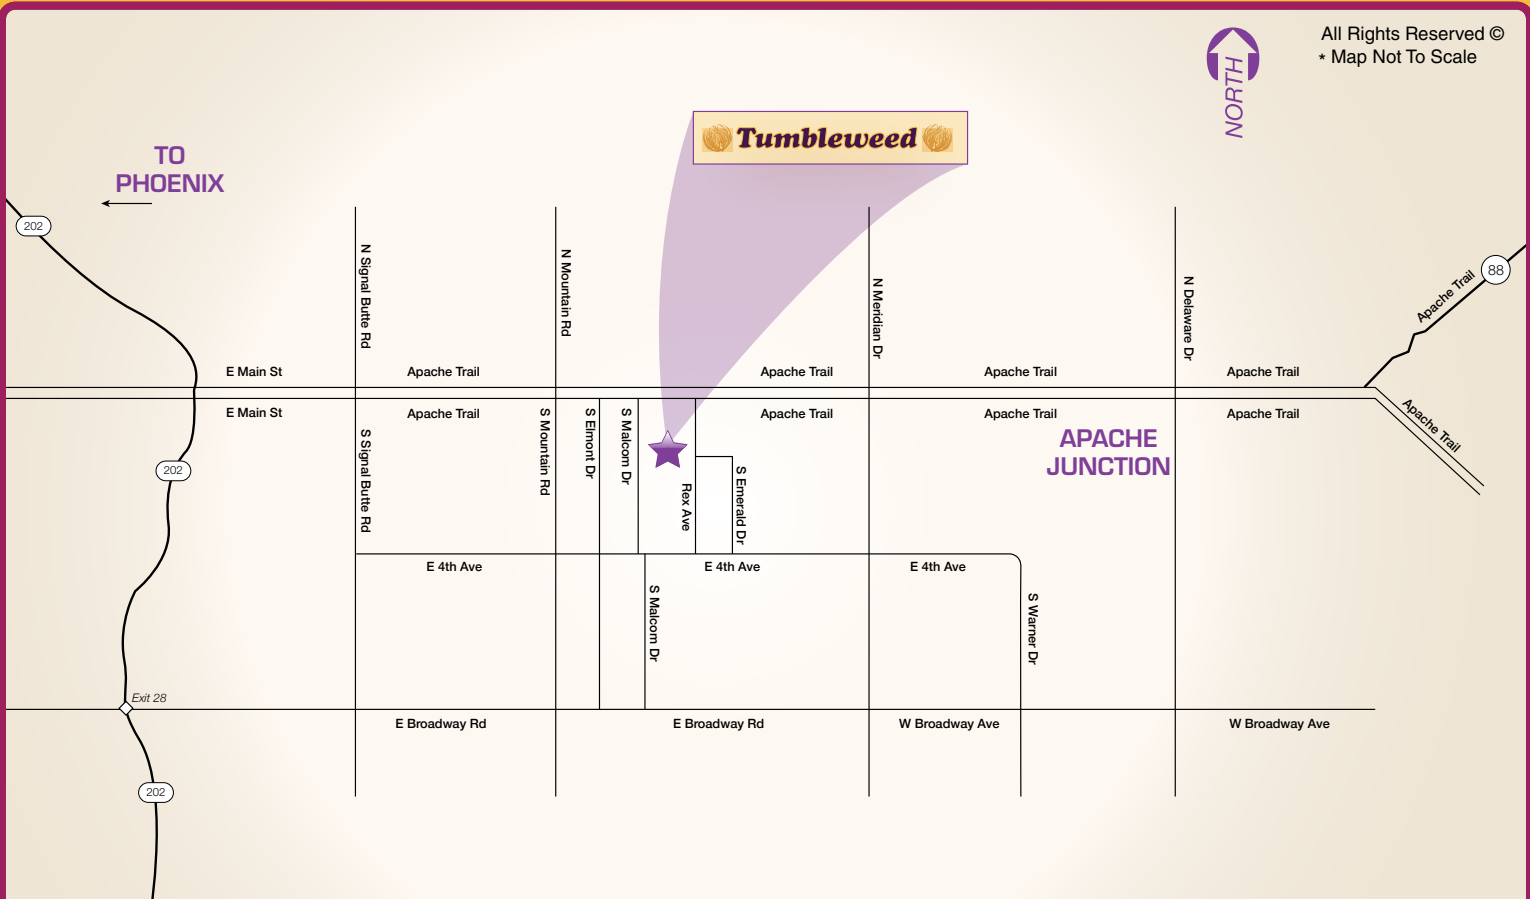 All Rights Reserved ©
* Map Not To Scale
NORTH
Tumbleweed
TO
PHOENIX
202
88
Apache Trail
N Signal Butte Rd
N Mountain Rd
N Meridian Dr
N Delaware Dr
E Main St
Apache Trail
Apache Trail
Apache Trail
Apache Trail
E Main St
Apache Trail
Apache Trail
Apache Trail
Apache Trail
Apache Trail
S Signal Butte Rd
S Mountain Rd
S Elmont Dr
S Malcom Dr
Rex Ave
S Emerald Dr
APACHE
JUNCTION
202
E 4th Ave
E 4th Ave
E 4th Ave
S Malcom Dr
S Warner Dr
Exit 28
E Broadway Rd
E Broadway Rd
W Broadway Ave
W Broadway Ave
202